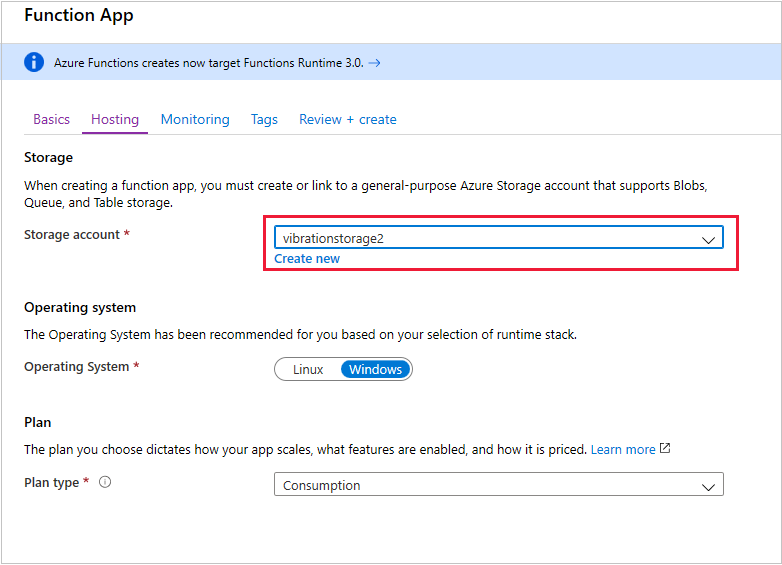 Function App
Azure Functions creates now target Functions Runtime 3.0. →
Basics Hosting Monitoring Tags Review + create
Storage
When creating a function app, you must create or link to a general-purpose Azure Storage account that supports Blobs,
Queue, and Table storage.
Storage account * vibrationstorage2
Create new
Operating system
The Operating System has been recommended for you based on your selection of runtime stack.
Operating System * Linux Windows
Plan
The plan you choose dictates how your app scales, what features are enabled, and how it is priced. Learn more
Plan type * Consumption